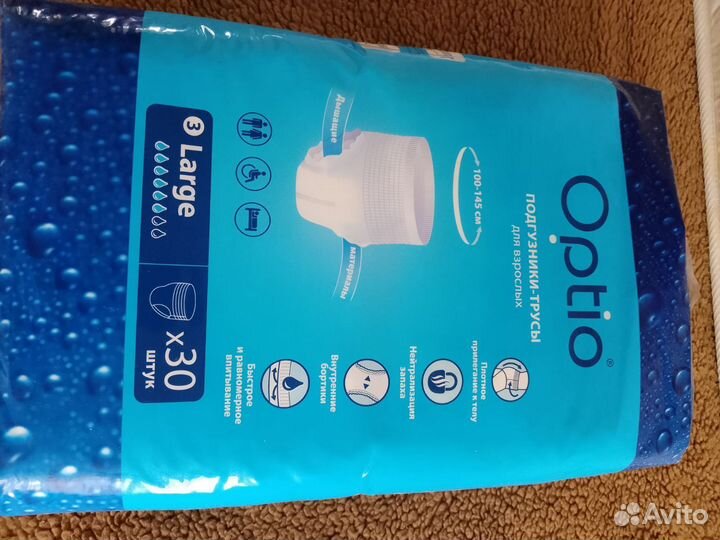 Optio®
ПОДГУЗНИКИ-ТРУСЫ
для взрослых
100-145 см
Дышащие
материалы
Плотное
прилегание к телу
Нейтрализация
запаха
Внутренние
бортики
Быстрое
и равномерное
впитывание
3 Large
x30
штук
Avito